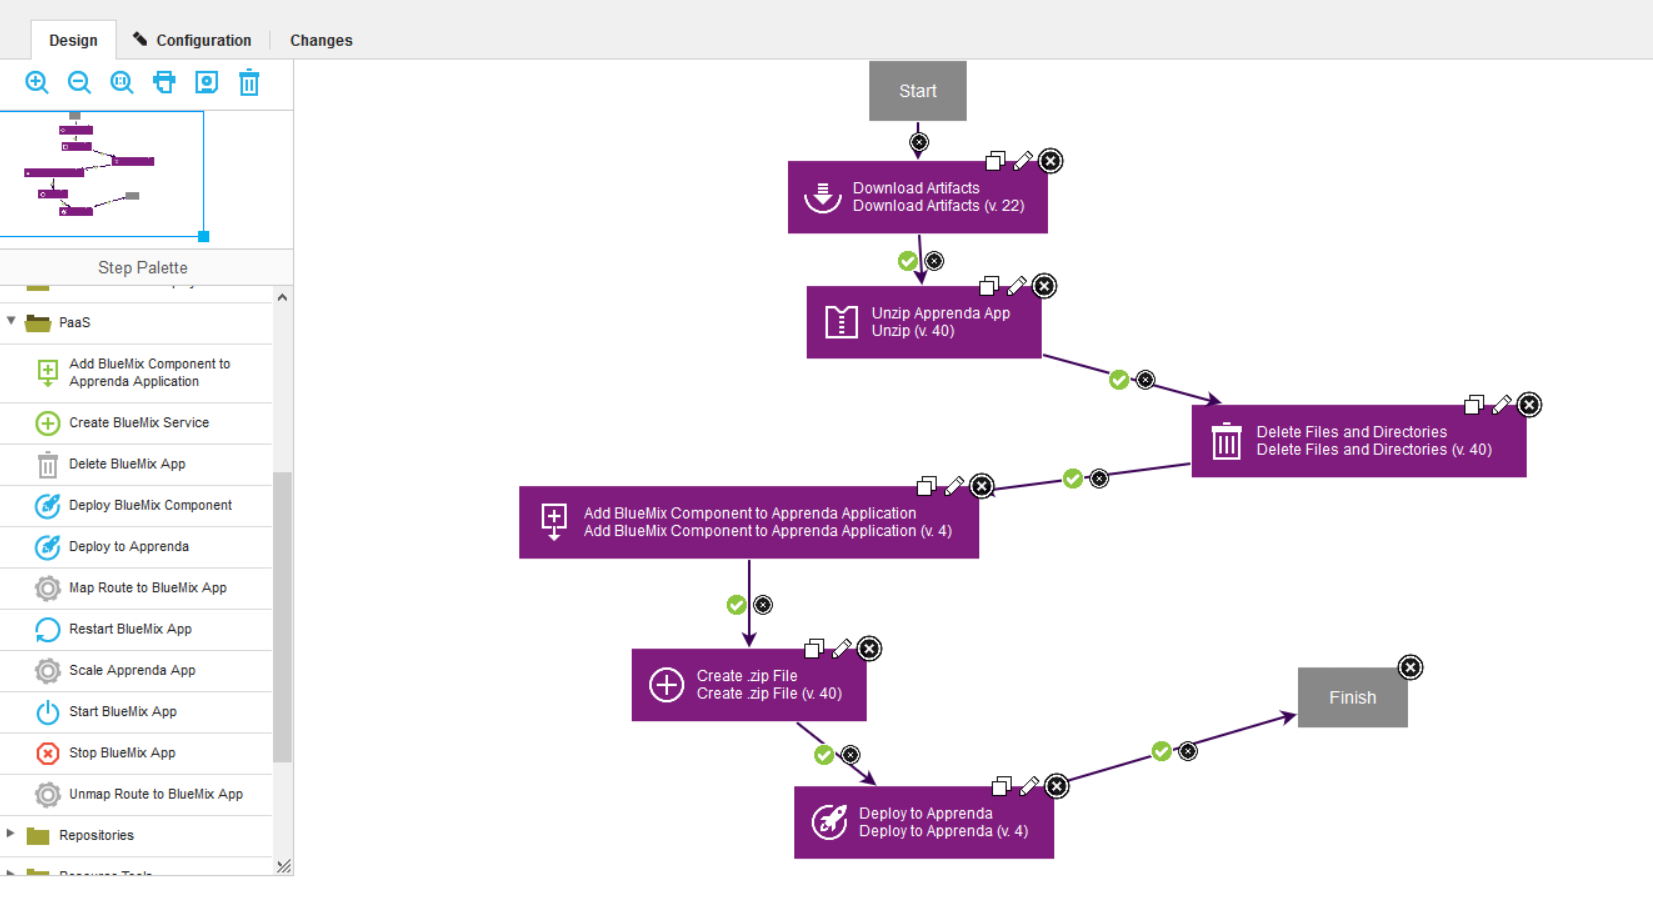 Design
Configuration
Changes
Step Palette
PaaS
Add BlueMix Component to
Apprenda Application
Create BlueMix Service
Delete BlueMix App
Deploy BlueMix Component
Deploy to Apprenda
Map Route to BlueMix App
Restart BlueMix App
Scale Apprenda App
Start BlueMix App
Stop BlueMix App
Unmap Route to BlueMix App
Repositories
Resource Tools
Start
Download Artifacts
Download Artifacts (v. 22)
Unzip Apprenda App
Unzip (v. 40)
Delete Files and Directories
Delete Files and Directories (v. 40)
Add BlueMix Component to Apprenda Application
Add BlueMix Component to Apprenda Application (v. 4)
Create .zip File
Create .zip File (v. 40)
Finish
Deploy to Apprenda
Deploy to Apprenda (v. 4)